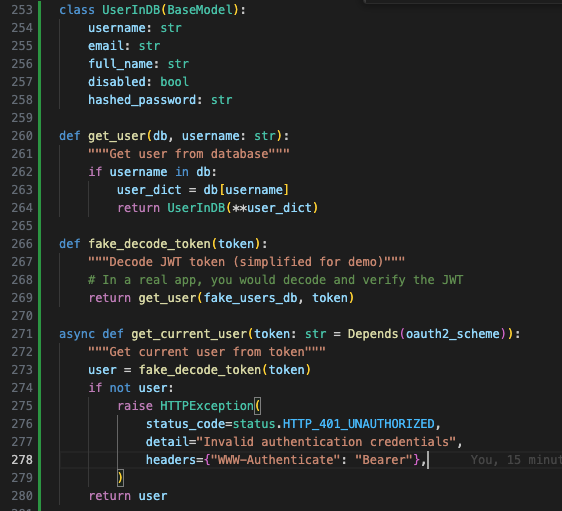 253 class UserInDB(BaseModel):
254     username: str
255     email: str
256     full_name: str
257     disabled: bool
258     hashed_password: str
259
260 def get_user(db, username: str):
261     """Get user from database"""
262     if username in db:
263         user_dict = db[username]
264         return UserInDB(**user_dict)
265
266 def fake_decode_token(token):
267     """Decode JWT token (simplified for demo)"""
268     # In a real app, you would decode and verify the JWT
269     return get_user(fake_users_db, token)
270
271 async def get_current_user(token: str = Depends(oauth2_scheme)):
272     """Get current user from token"""
273     user = fake_decode_token(token)
274     if not user:
275         raise HTTPException(
276             status_code=status.HTTP_401_UNAUTHORIZED,
277             detail="Invalid authentication credentials",
278             headers={"WWW-Authenticate": "Bearer"}, You, 15 minut
279         )
280     return user